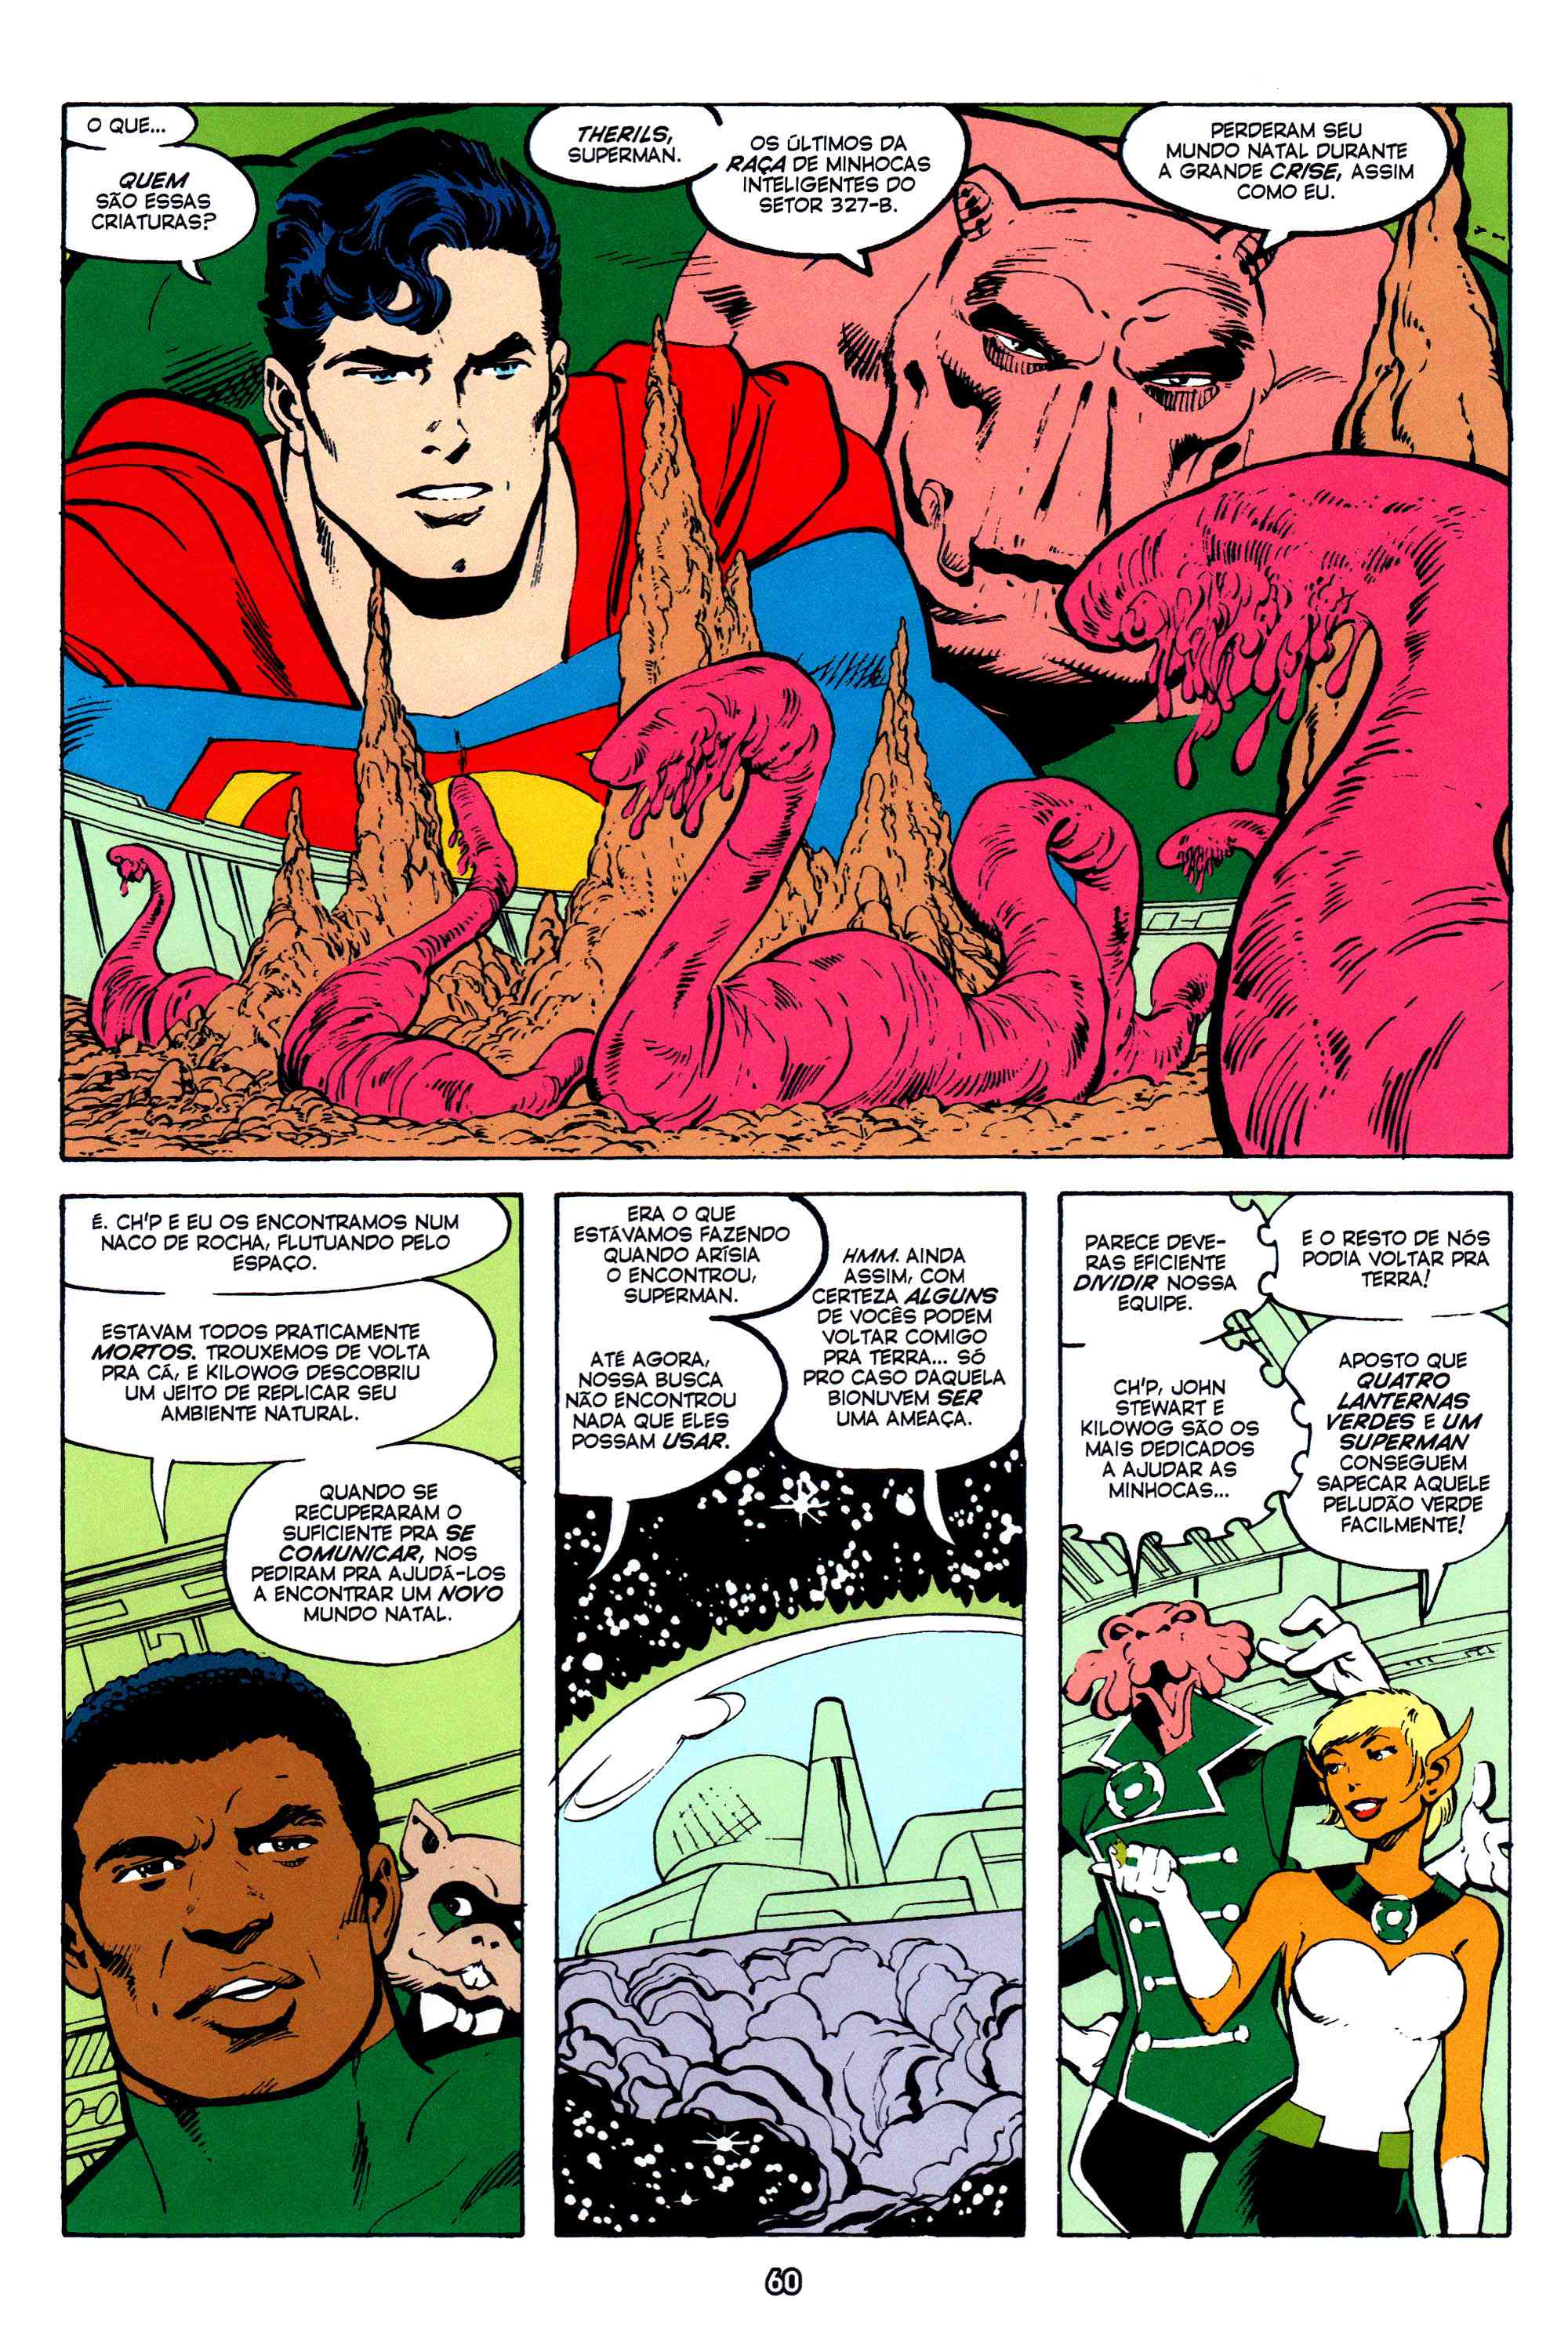 O QUE...
QUEM
SÃO ESSAS
CRIATURAS?
THERILS,
SUPERMAN.
OS ÚLTIMOS DA
RAÇA DE MINHOCAS
INTELIGENTES DO
SETOR 327-B.
PERDERAM SEU
MUNDO NATAL DURANTE
A GRANDE CRISE, ASSIM
COMO EU.
É. CH'P E EU OS ENCONTRAMOS NUM
NACO DE ROCHA, FLUTUANDO PELO
ESPAÇO.
ESTAVAM TODOS PRATICAMENTE
MORTOS. TROUXEMOS DE VOLTA
PRA CÁ, E KILOWOG DESCOBRIU
UM JEITO DE REPLICAR SEU
AMBIENTE NATURAL.
QUANDO SE
RECUPERARAM O
SUFICIENTE PRA SE
COMUNICAR, NOS
PEDIRAM PRA AJUDÁ-LOS
A ENCONTRAR UM NOVO
MUNDO NATAL.
ERA O QUE
ESTÁVAMOS FAZENDO
QUANDO ARÍSIA
O ENCONTROU,
SUPERMAN.
ATÉ AGORA,
NOSSA BUSCA
NÃO ENCONTROU
NADA QUE ELES
POSSAM USAR.
HMM. AINDA
ASSIM, COM
CERTEZA ALGUNS
DE VOCÊS PODEM
VOLTAR COMIGO
PRA TERRA... SÓ
PRO CASO DAQUELA
BIONUVEM SER
UMA AMEAÇA.
PARECE DEVE-
RAS EFICIENTE
DIVIDIR NOSSA
EQUIPE.
CH'P, JOHN
STEWART E
KILOWOG SÃO OS
MAIS DEDICADOS
A AJUDAR AS
MINHOCAS...
E O RESTO DE NÓS
PODIA VOLTAR PRA
TERRA!
APOSTO QUE
QUATRO
LANTERNAS
VERDES E UM
SUPERMAN
CONSEGUEM
SAPECAR AQUELE
PELUDÃO VERDE
FACILMENTE!
60